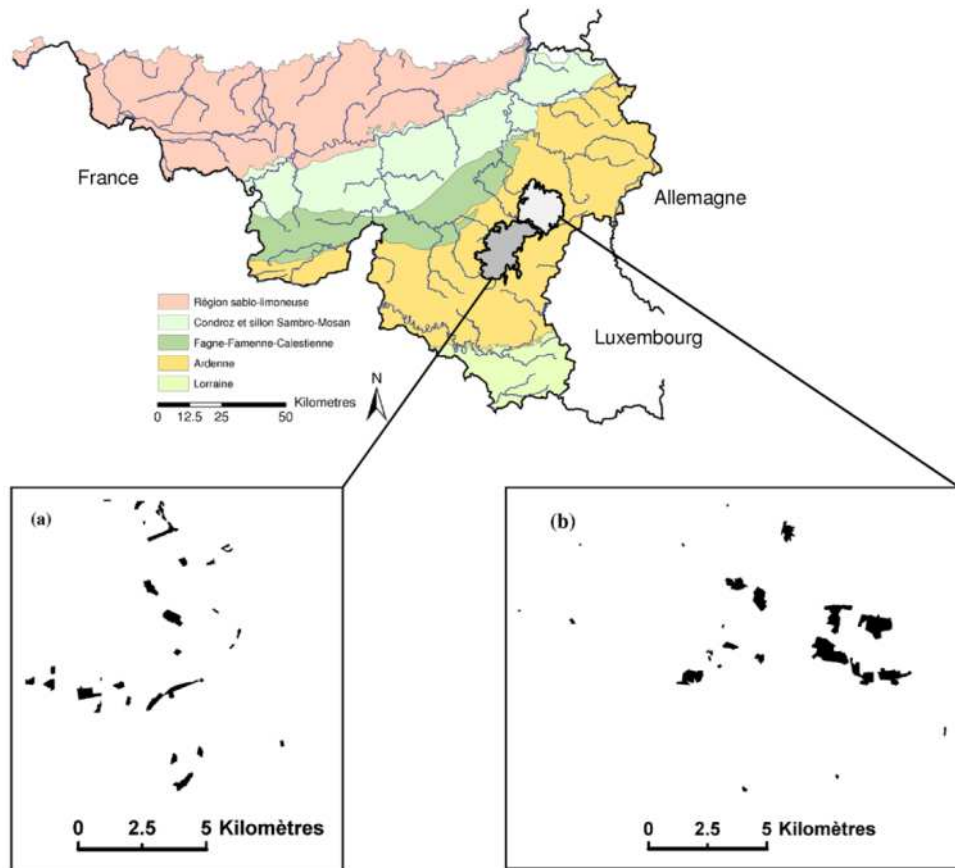 France
Allemagne
Luxembourg
Région sablo-limoneuse
Condroz et sillon Sambro-Mosan
Fagne-Famenne-Calestienne
Ardenne
Lorraine
N
Kilometres
0 12.5 25 50
(a)
0 2.5 5 Kilomètres
(b)
0 2.5 5 Kilomètres